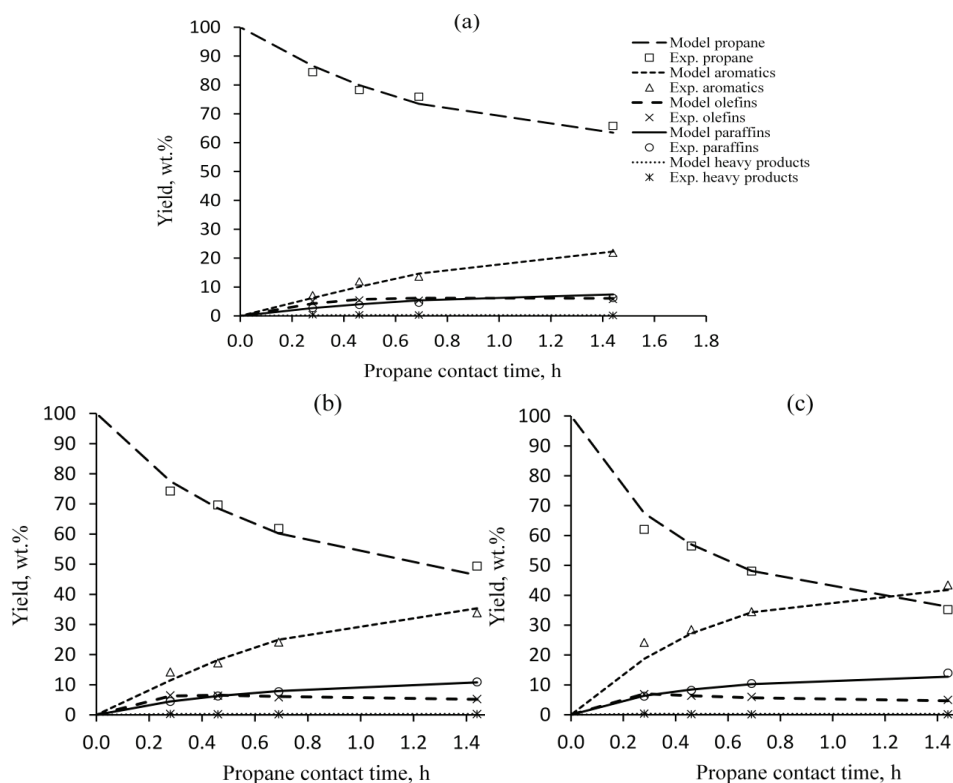 (a)
Yield, wt.%
100
90
80
70
60
50
40
30
20
10
0
0.0 0.2 0.4 0.6 0.8 1.0 1.2 1.4 1.6 1.8
Propane contact time, h
Model propane
Exp. propane
Model aromatics
Exp. aromatics
Model olefins
Exp. olefins
Model paraffins
Exp. paraffins
Model heavy products
Exp. heavy products
(b)
Yield, wt.%
100
90
80
70
60
50
40
30
20
10
0
0.0 0.2 0.4 0.6 0.8 1.0 1.2 1.4
Propane contact time, h
(c)
Yield, wt.%
100
90
80
70
60
50
40
30
20
10
0
0.0 0.2 0.4 0.6 0.8 1.0 1.2 1.4
Propane contact time, h